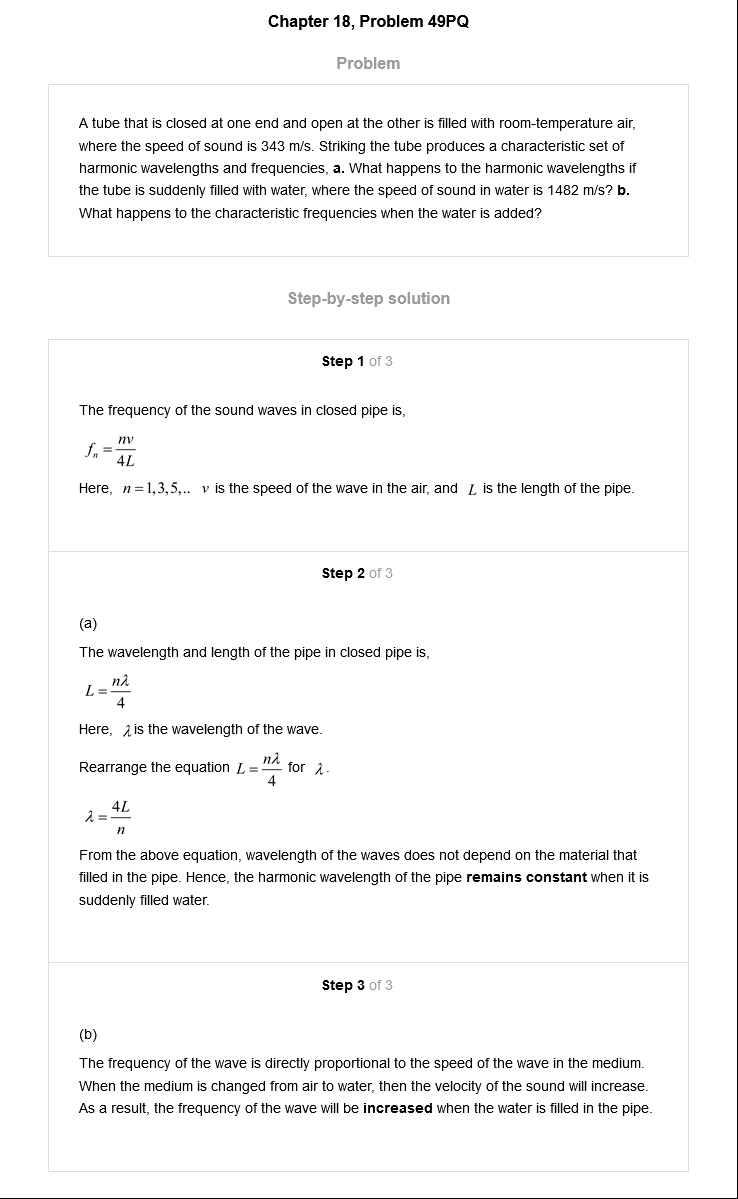 Chapter 18, Problem 49PQ
Problem
A tube that is closed at one end and open at the other is filled with room-temperature air,
where the speed of sound is 343 m/s. Striking the tube produces a characteristic set of
harmonic wavelengths and frequencies, a. What happens to the harmonic wavelengths if
the tube is suddenly filled with water, where the speed of sound in water is 1482 m/s? b.
What happens to the characteristic frequencies when the water is added?
Step-by-step solution
Step 1 of 3
The frequency of the sound waves in closed pipe is,
fₙ = nv/4L
Here, n = 1,3,5,.. v is the speed of the wave in the air, and L is the length of the pipe.
Step 2 of 3
(a)
The wavelength and length of the pipe in closed pipe is,
L = nλ/4
Here, λ is the wavelength of the wave.
Rearrange the equation L = nλ/4 for λ.
λ = 4L/n
From the above equation, wavelength of the waves does not depend on the material that
filled in the pipe. Hence, the harmonic wavelength of the pipe remains constant when it is
suddenly filled water.
Step 3 of 3
(b)
The frequency of the wave is directly proportional to the speed of the wave in the medium.
When the medium is changed from air to water, then the velocity of the sound will increase.
As a result, the frequency of the wave will be increased when the water is filled in the pipe.